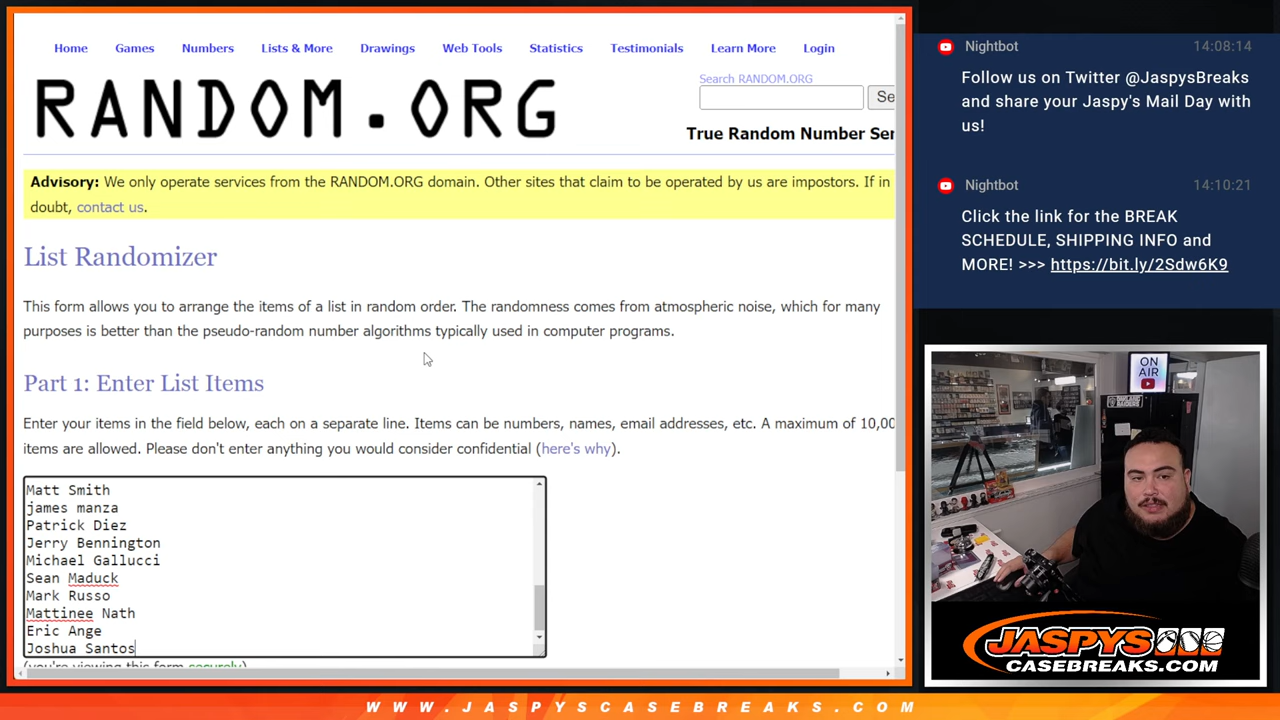 Home Games Numbers Lists & More Drawings Web Tools Statistics Testimonials Learn More Login
RANDOM.ORG
Search RANDOM.ORG
Se
True Random Number Ser
Advisory: We only operate services from the RANDOM.ORG domain. Other sites that claim to be operated by us are impostors. If in
doubt, contact us.
List Randomizer
This form allows you to arrange the items of a list in random order. The randomness comes from atmospheric noise, which for many
purposes is better than the pseudo-random number algorithms typically used in computer programs.
Part 1: Enter List Items
Enter your items in the field below, each on a separate line. Items can be numbers, names, email addresses, etc. A maximum of 10,00
items are allowed. Please don't enter anything you would consider confidential (here's why).
Matt Smith
james manza
Patrick Diez
Jerry Bennington
Michael Gallucci
Sean Maduck
Mark Russo
Mattinee Nath
Eric Ange
Joshua Santos
(you're viewing this form securely)
Nightbot 14:08:14
Follow us on Twitter @JaspysBreaks
and share your Jaspy's Mail Day with
us!
Nightbot 14:10:21
Click the link for the BREAK
SCHEDULE, SHIPPING INFO and
MORE! >>> https://bit.ly/2Sdw6K9
ON
AIR
JASPYS
CASEBREAKS.COM
WWW.JASPYSCASEBREAKS.COM